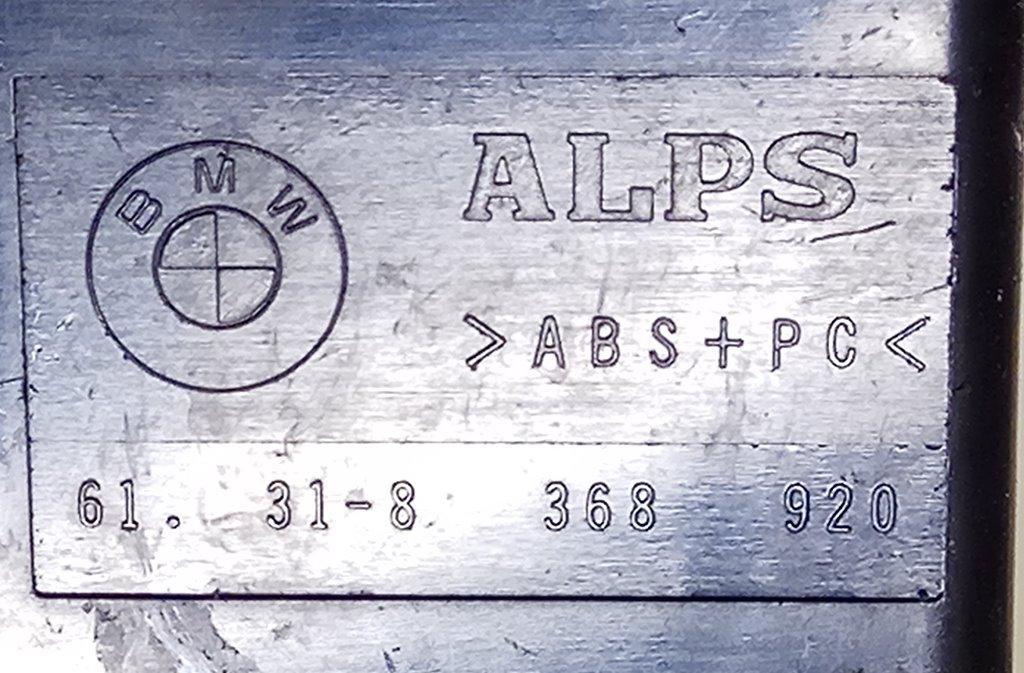 BMW
ALPS
>ABS+PC<
61. 31-8 368 920